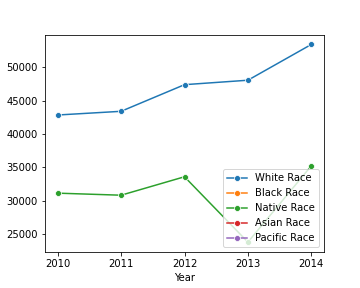 50000
45000
40000
35000
30000
25000
2010 2011 2012 2013 2014
Year
White Race
Black Race
Native Race
Asian Race
Pacific Race